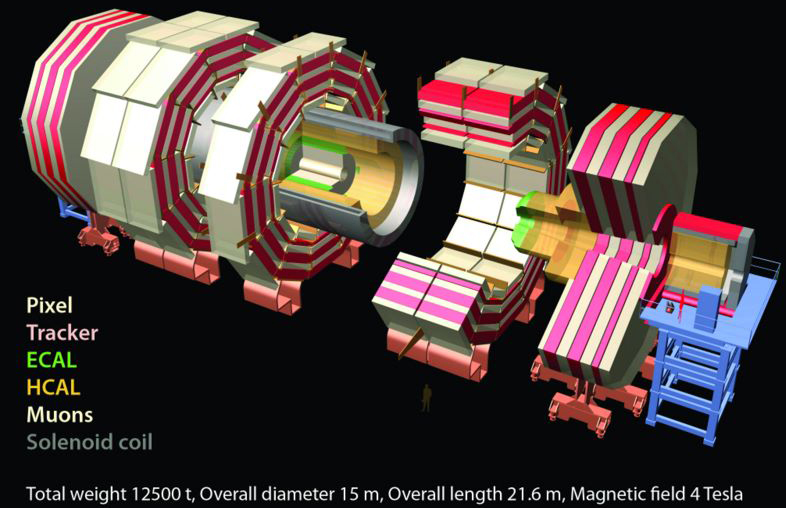 Pixel
Tracker
ECAL
HCAL
Muons
Solenoid coil
Total weight 12500 t, Overall diameter 15 m, Overall length 21.6 m, Magnetic field 4 Tesla